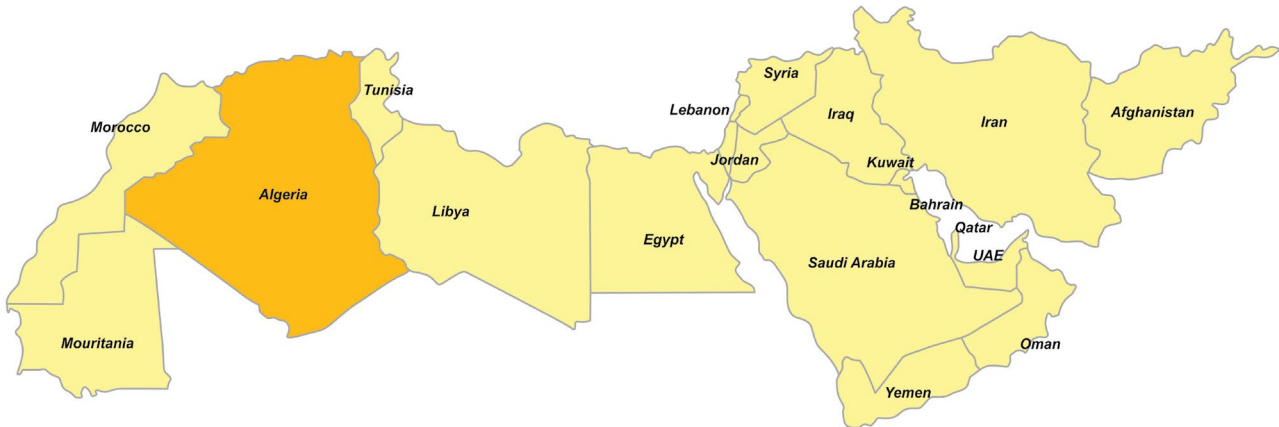 Syria
Tunisia
Lebanon
Morocco
Iraq
Iran
Afghanistan
Jordan
Kuwait
Algeria
Libya
Bahrain
Qatar
Egypt
UAE
Saudi Arabia
Mouritania
Oman
Yemen